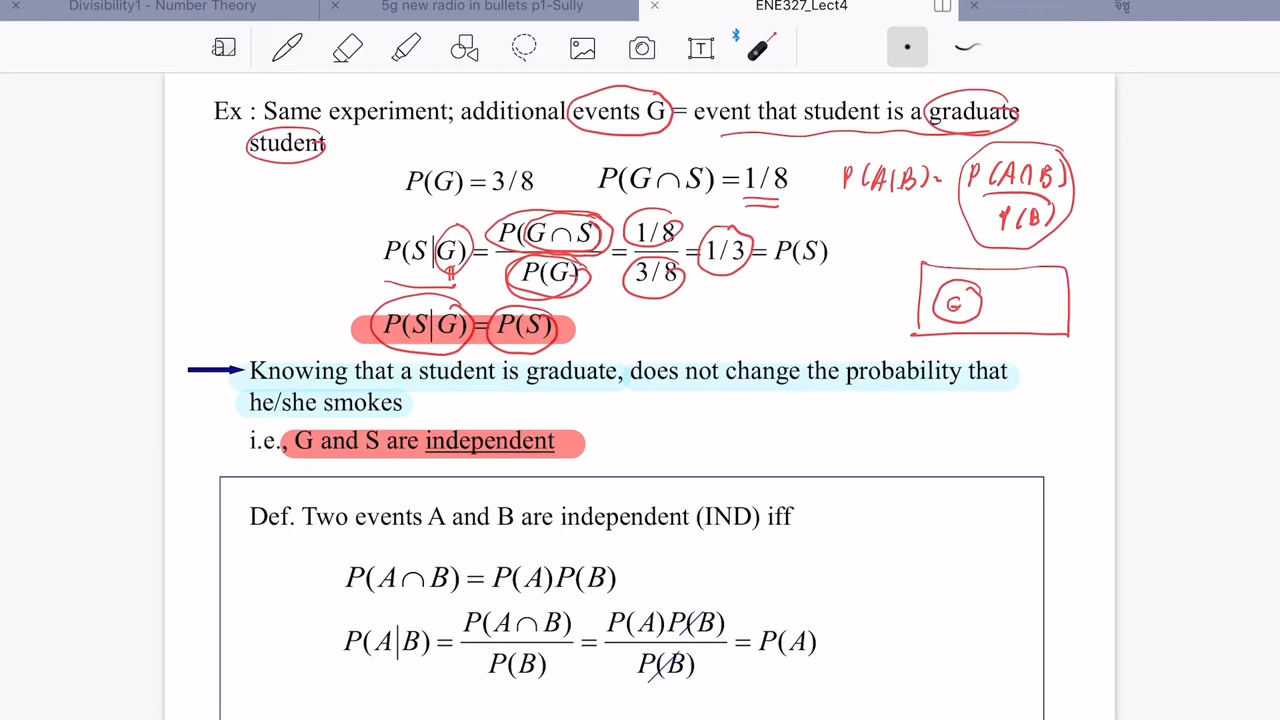 Divisibility1 - Number Theory
5g new radio in bullets p1-Sully
ENE327_Lect4
จิซู
Ex : Same experiment; additional events G = event that student is a graduate
student
P(G) = 3/8 P(G ∩ S) = 1/8 P(A|B) = P(A∩B) / P(B)
P(S|G) = P(G ∩ S) / P(G) = 1/8 / 3/8 = 1/3 = P(S)
G
P(S|G) = P(S)
Knowing that a student is graduate, does not change the probability that
he/she smokes
i.e., G and S are independent
Def. Two events A and B are independent (IND) iff
P(A ∩ B) = P(A)P(B)
P(A|B) = P(A ∩ B) / P(B) = P(A)P(B) / P(B) = P(A)